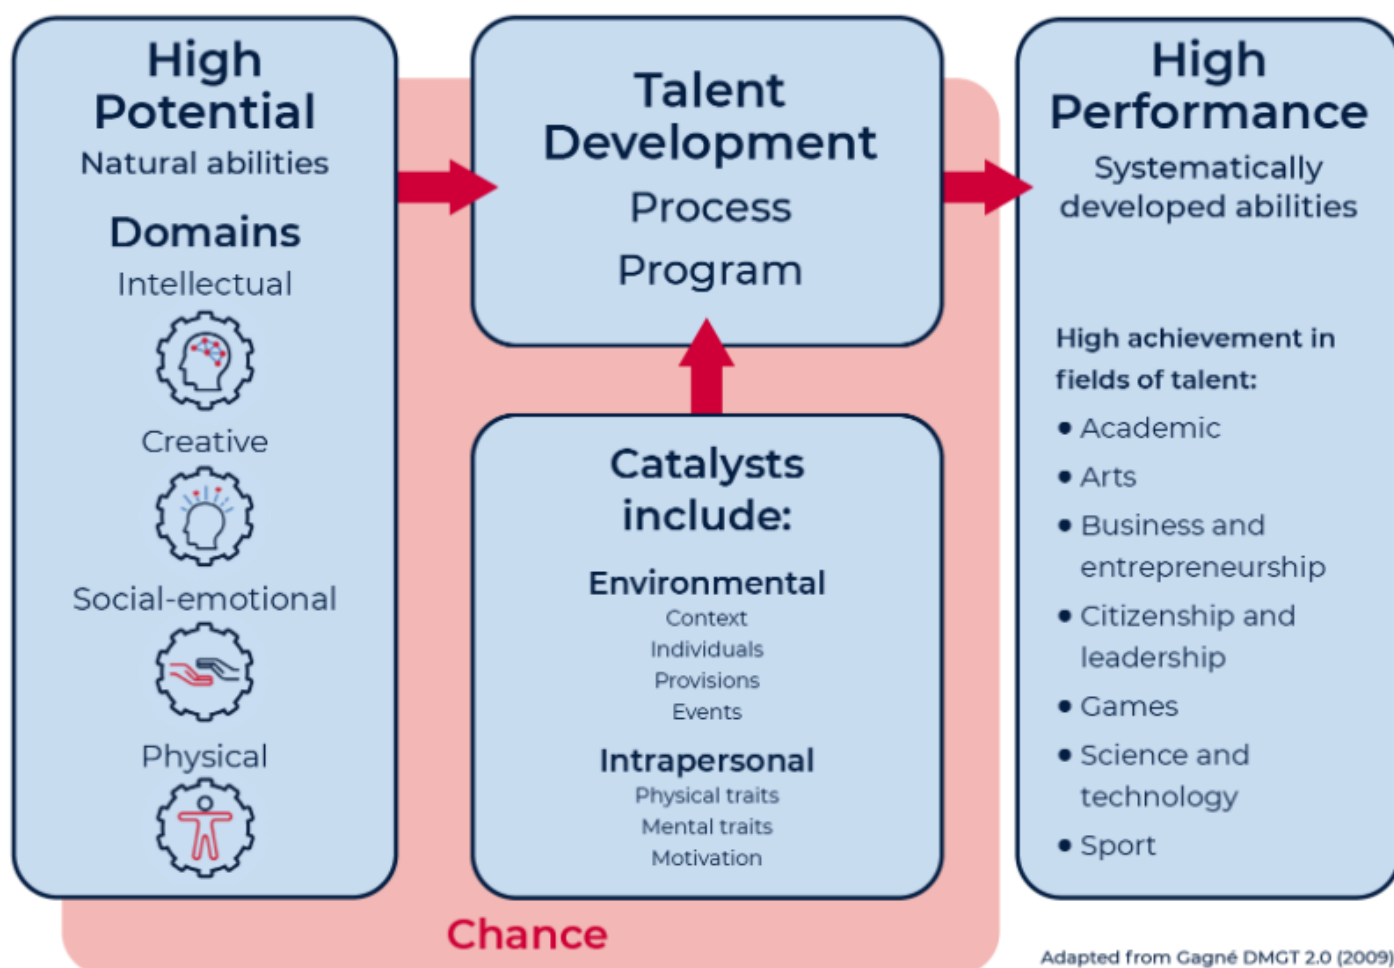 High
Potential
Natural abilities
Domains
Intellectual
Creative
Social-emotional
Physical
Talent
Development
Process
Program
Catalysts
include:
Environmental
Context
Individuals
Provisions
Events
Intrapersonal
Physical traits
Mental traits
Motivation
High
Performance
Systematically
developed abilities
High achievement in
fields of talent:
• Academic
• Arts
• Business and
entrepreneurship
• Citizenship and
leadership
• Games
• Science and
technology
• Sport
Chance
Adapted from Gagné DMGT 2.0 (2009)